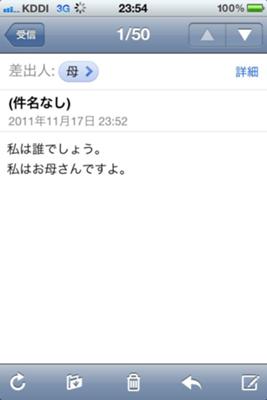 KDDI 3G 23:54 100%
受信 1/50
差出人: 母 詳細
(件名なし)
2011年11月17日 23:52
私は誰でしょう。
私はお母さんですよ。